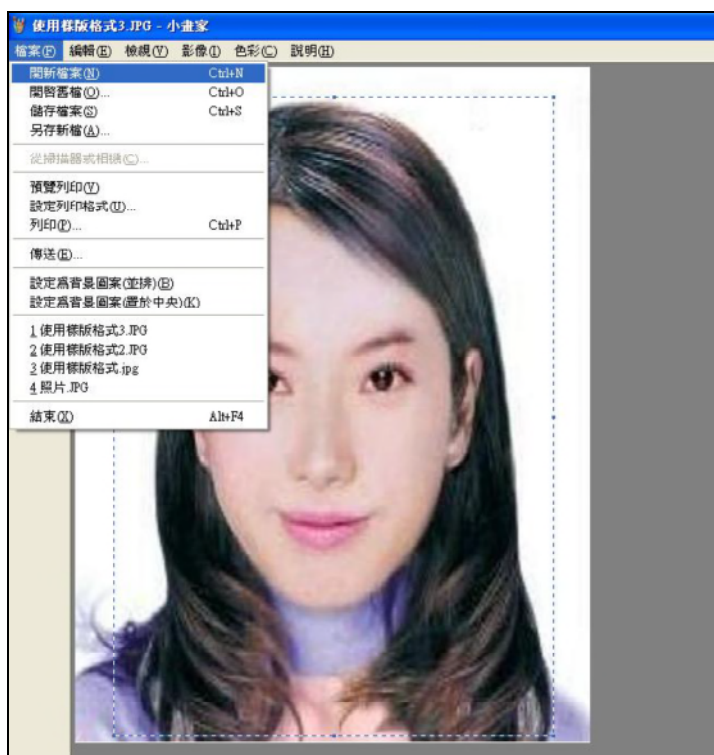 使用樣版格式3.JPG - 小畫家
檔案(F) 編輯(E) 檢視(V) 影像(I) 色彩(C) 說明(H)
開新檔案(N) Ctrl+N
開啓舊檔(O)... Ctrl+O
儲存檔案(S) Ctrl+S
另存新檔(A)...
從掃描器或相機(C)...
預覽列印(V)
設定列印格式(U)...
列印(P)... Ctrl+P
傳送(E)...
設定爲背景圖案(並排)(B)
設定爲背景圖案(置於中央)(K)
1 使用樣版格式3.JPG
2 使用樣版格式2.JPG
3 使用樣版格式.jpg
4 照片.JPG
結束(X) Alt+F4